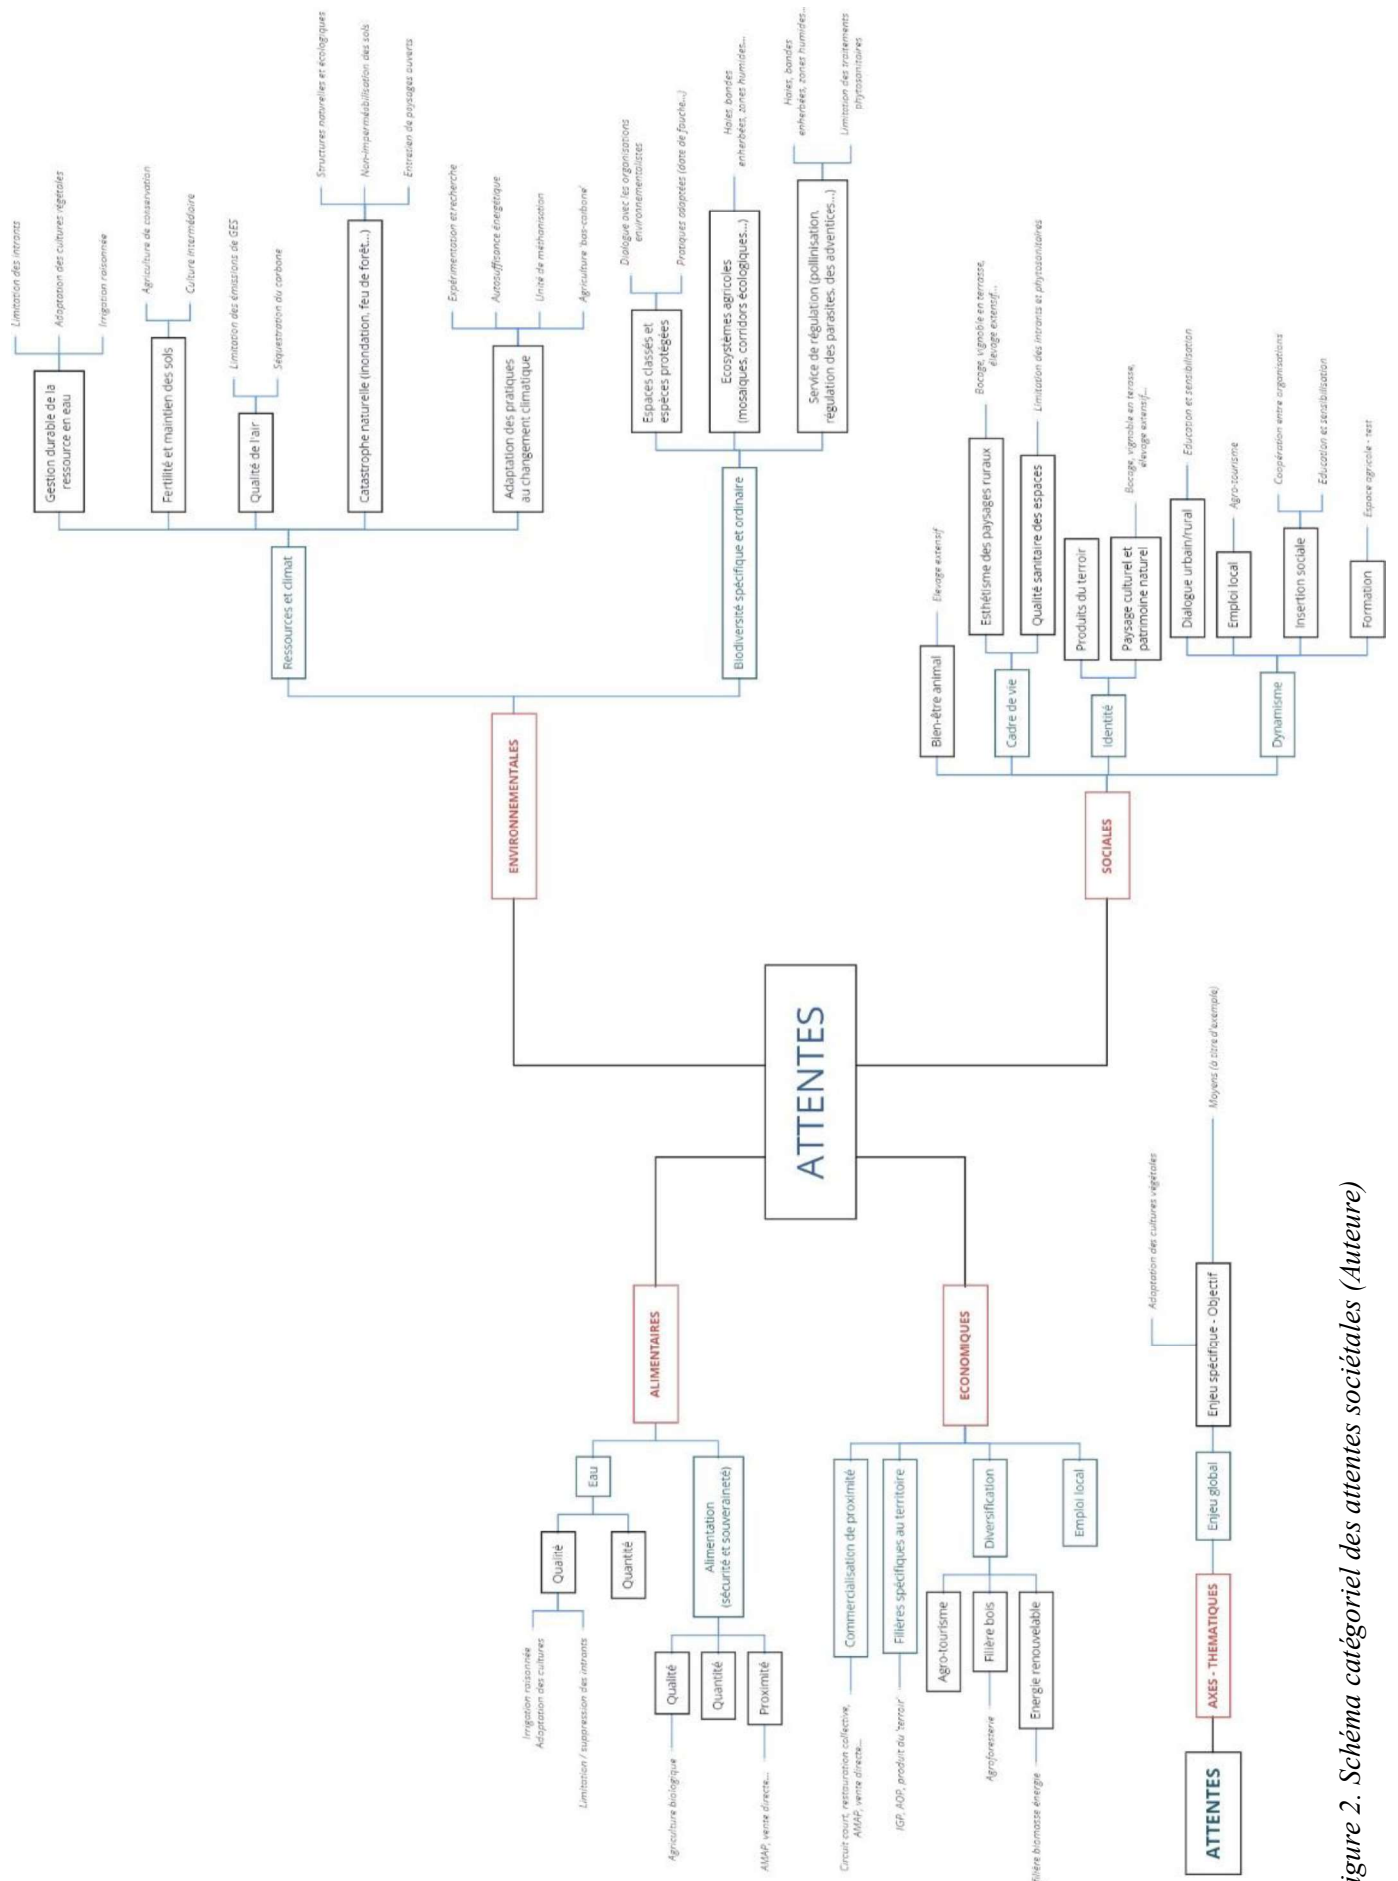 ATTENTES
ALIMENTAIRES
Eau
Qualité
Irrigation raisonnée
Adaptation des cultures
Limitation / suppression des intrants
Quantité
Alimentation
(sécurité et souveraineté)
Qualité
Agriculture biologique
Quantité
Proximité
AMAP, vente directe...
ECONOMIQUES
Commercialisation de proximité
Circuit court, restauration collective,
AMAP, vente directe...
Filières spécifiques au territoire
IGP, AOP, produit du 'terroir'
Diversification
Agro-tourisme
Filière bois
Agroforesterie
Energie renouvelable
filière biomasse énergie
Emploi local
ENVIRONNEMENTALES
Ressources et climat
Gestion durable de la
ressource en eau
Limitation des intrants
Adaptation des cultures végétales
Irrigation raisonnée
Fertilité et maintien des sols
Agriculture de conservation
Culture intermédiaire
Qualité de l'air
Limitation des émissions de GES
Séquestration du carbone
Catastrophe naturelle (inondation, feu de forêt...)
Structures naturelles et écologiques
Non-imperméabilisation des sols
Entretien de paysages ouverts
Adaptation des pratiques
au changement climatique
Expérimentation et recherche
Autosuffisance énergétique
Unité de méthanisation
Agriculture 'bas-carbone'
Biodiversité spécifique et ordinaire
Espaces classés et
espèces protégées
Dialogue avec les organisations
environnementalistes
Pratiques adaptées (date de fauche...)
Ecosystèmes agricoles
(mosaïques, corridors écologiques...)
Haies, bandes
enherbées, zones humides...
Service de régulation (pollinisation,
régulation des parasites, des adventices...)
Haies, bandes
enherbées, zones humides...
Limitation des traitements
phytosanitaires
SOCIALES
Bien-être animal
Elevage extensif
Cadre de vie
Esthétisme des paysages ruraux
Bocage, vignoble en terrasse,
élevage extensif...
Qualité sanitaire des espaces
Limitation des intrants et phytosanitaires
Identité
Produits du terroir
Paysage culturel et
patrimoine naturel
Bocage, vignoble en terasse,
élevage extensif...
Dynamisme
Dialogue urbain/rural
Education et sensibilisation
Emploi local
Agro-tourisme
Insertion sociale
Coopération entre organisations
Education et sensibilisation
Formation
Espace agricole - test
ATTENTES
AXES - THEMATIQUES
Enjeu global
Enjeu spécifique - Objectif
Adaptation des cultures végétales
Moyens (à titre d'exemple)
igure 2. Schéma catégoriel des attentes sociétales (Auteure)